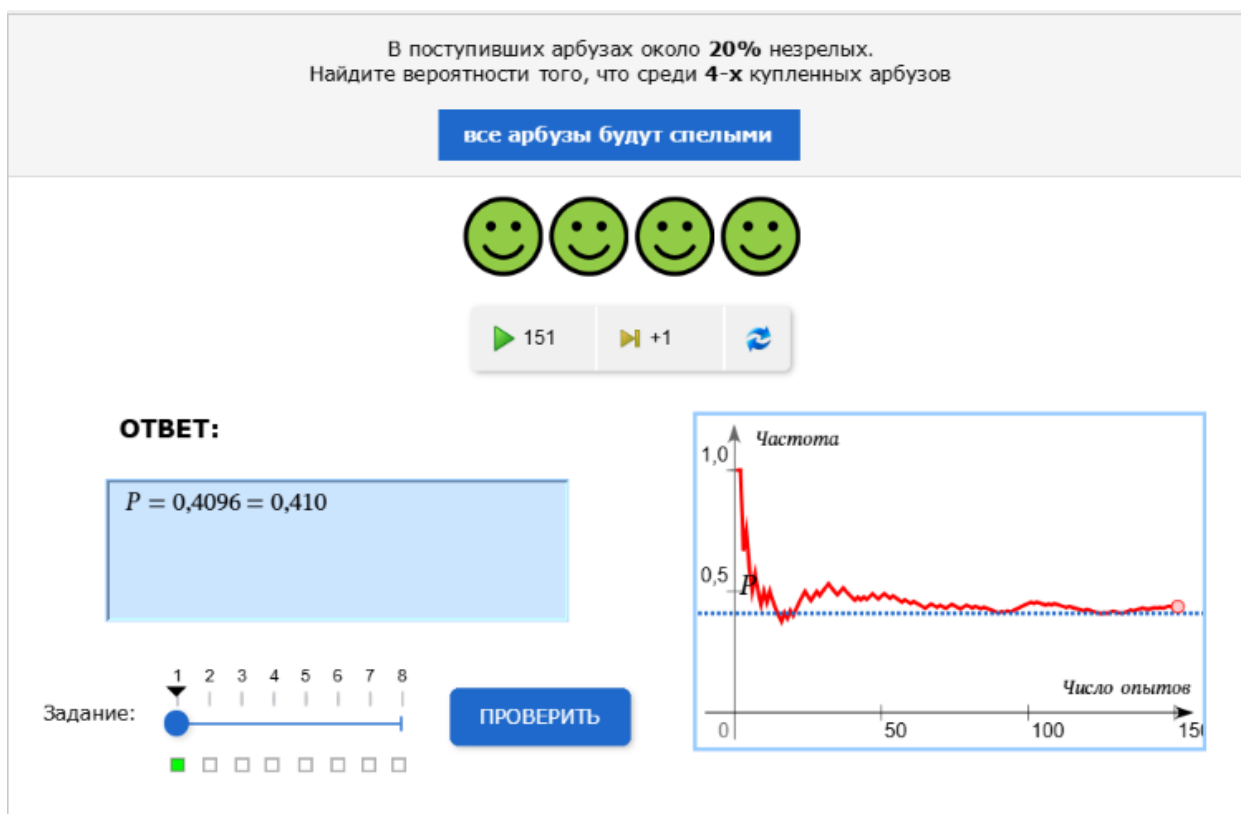 В поступивших арбузах около 20% незрелых.
Найдите вероятности того, что среди 4-х купленных арбузов
все арбузы будут спелыми
151
+1
ОТВЕТ:
P = 0,4096 = 0,410
Задание:
1 2 3 4 5 6 7 8
ПРОВЕРИТЬ
Частота
1,0
0,5
P
Число опытов
0 50 100 150